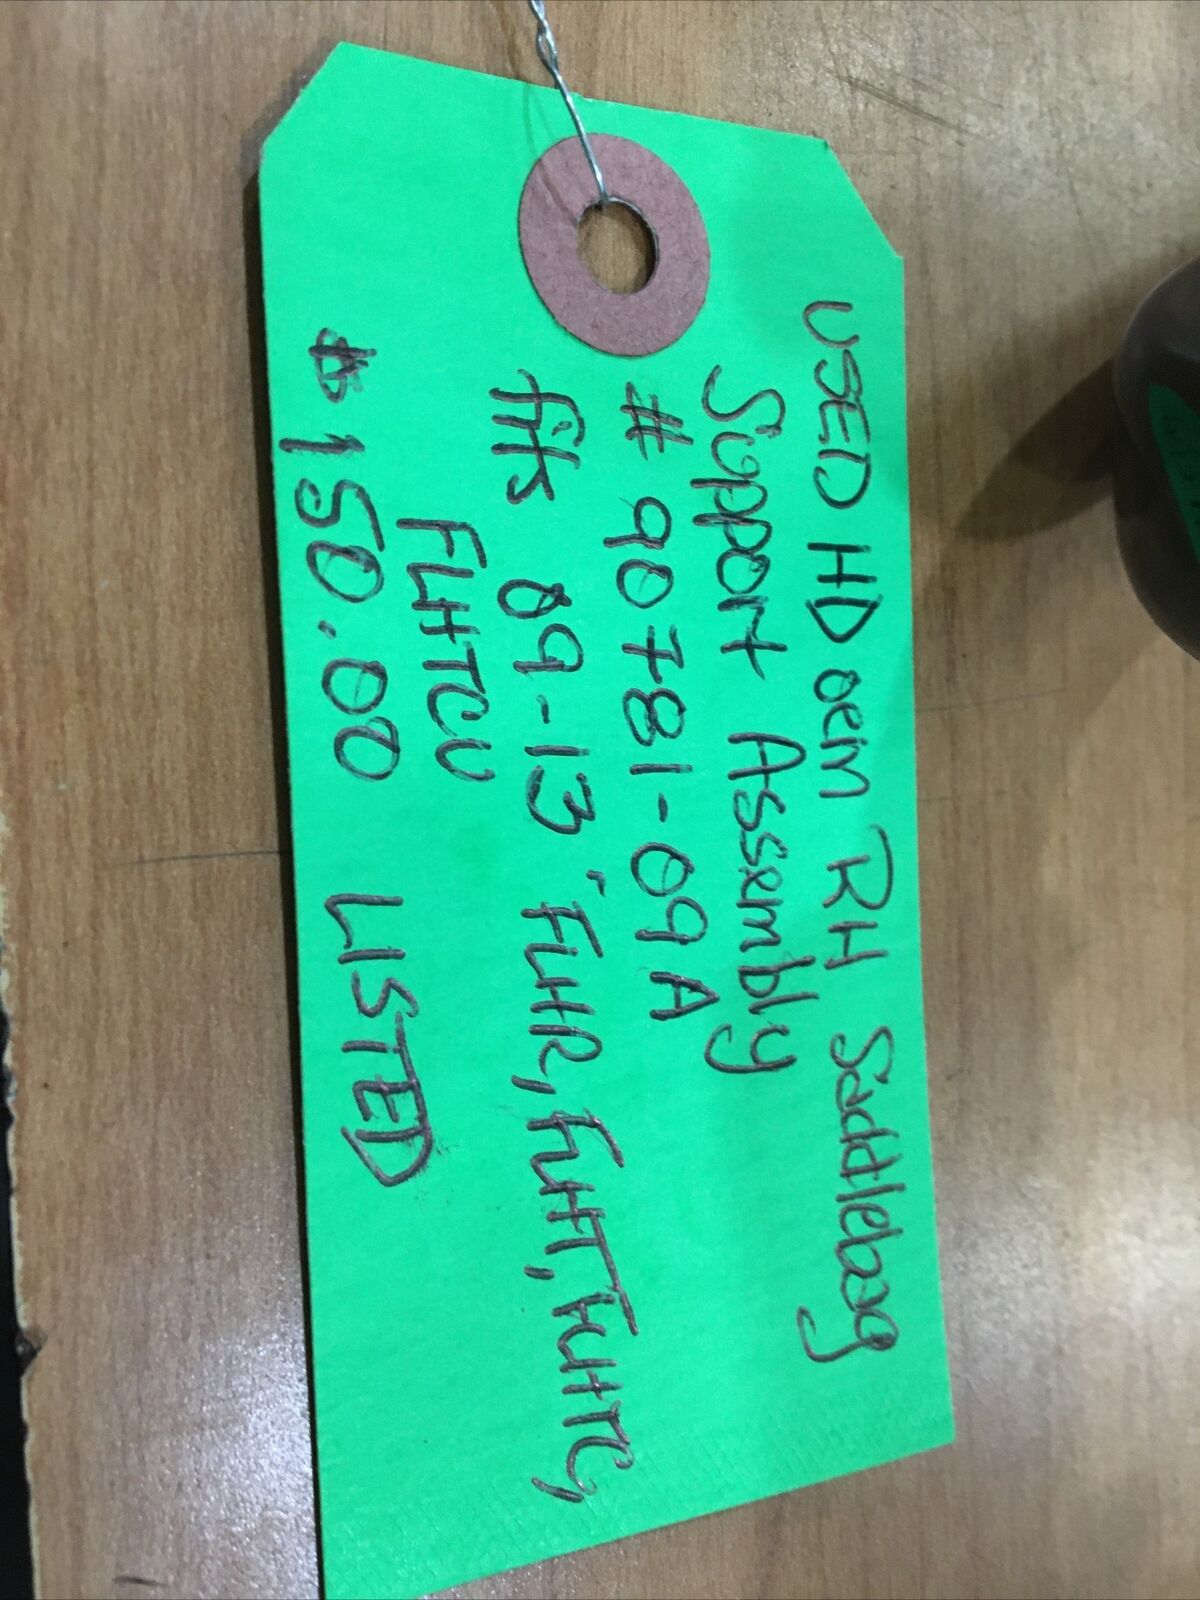 USED HD oem RH Saddlebag
Support Assembly
# 90781-09A
fits 09-13 " FLHR, FLHT, FLHTC,
FLHTCU
$150.00 LISTED